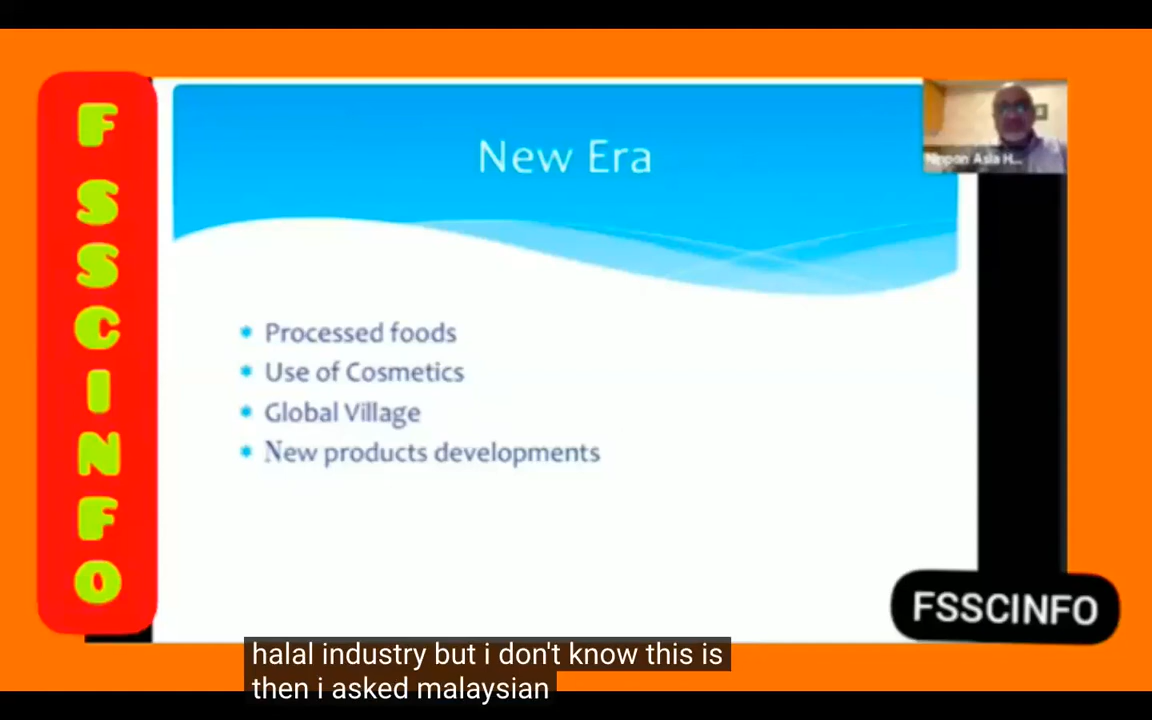 FSSCINFO
New Era
Nippon Asia H...
Processed foods
Use of Cosmetics
Global Village
New products developments
FSSCINFO
halal industry but i don't know this is
then i asked malaysian